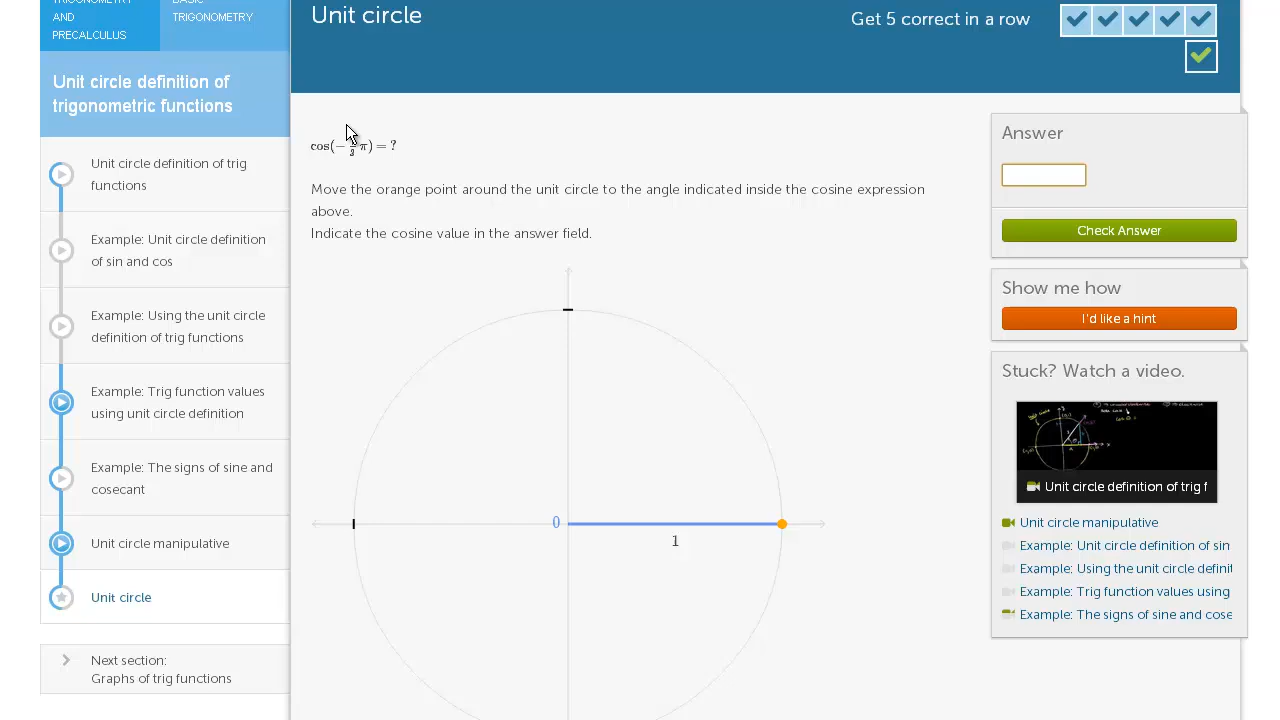 TRIGONOMETRY
AND
PRECALCULUS
BASIC
TRIGONOMETRY
Unit circle definition of
trigonometric functions
Unit circle definition of trig
functions
Example: Unit circle definition
of sin and cos
Example: Using the unit circle
definition of trig functions
Example: Trig function values
using unit circle definition
Example: The signs of sine and
cosecant
Unit circle manipulative
Unit circle
Next section:
Graphs of trig functions
Unit circle
Get 5 correct in a row
cos(− /3 π) = ?
Move the orange point around the unit circle to the angle indicated inside the cosine expression
above.
Indicate the cosine value in the answer field.
0
1
Answer
Check Answer
Show me how
I'd like a hint
Stuck? Watch a video.
Unit circle definition of trig f
Unit circle manipulative
Example: Unit circle definition of sin
Example: Using the unit circle definit
Example: Trig function values using
Example: The signs of sine and cose